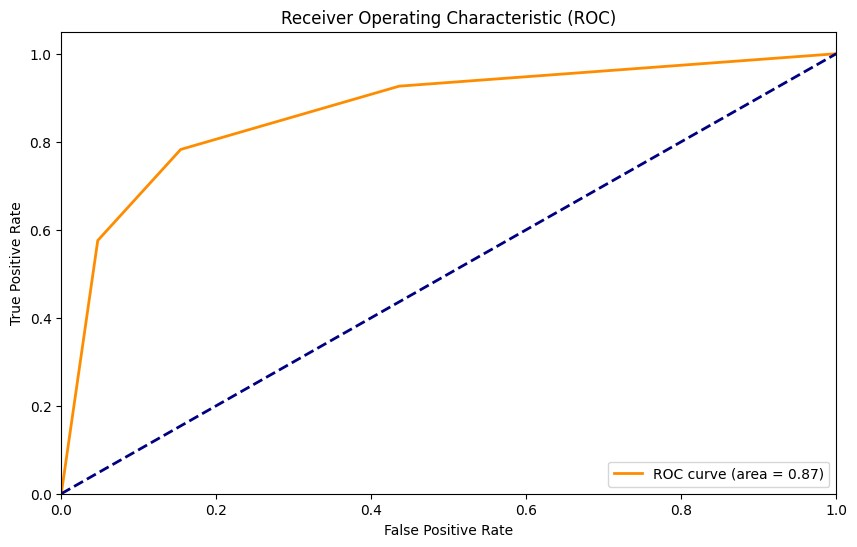 Receiver Operating Characteristic (ROC)
1.0
0.8
0.6
0.4
0.2
0.0
True Positive Rate
ROC curve (area = 0.87)
0.0 0.2 0.4 0.6 0.8 1.0
False Positive Rate